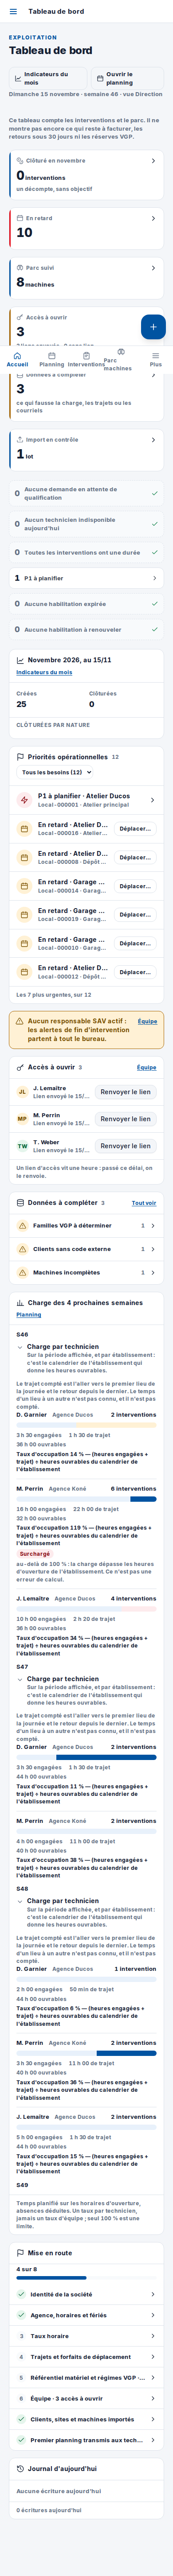 Tableau de bord
EXPLOITATION
Tableau de bord
Indicateurs du mois
Ouvrir le planning
Dimanche 15 novembre · semaine 46 · vue Direction
Ce tableau compte les interventions et le parc. Il ne
montre pas encore ce qui reste à facturer, les
retours sous 30 jours ni les réserves VGP.
Clôturé en novembre
0 interventions
un décompte, sans objectif
En retard
10
Parc suivi
8 machines
Accès à ouvrir
3
Accueil
Planning
Interventions
Parc machines
Plus
3
ce qui fausse la charge, les trajets ou les
courriels
Import en contrôle
1 lot
0 Aucune demande en attente de
qualification
0 Aucun technicien indisponible
aujourd'hui
0 Toutes les interventions ont une durée
1 P1 à planifier
0 Aucune habilitation expirée
0 Aucune habilitation à renouveler
Novembre 2026, au 15/11
Indicateurs du mois
Créées
25
Clôturées
0
CLÔTURÉES PAR NATURE
Priorités opérationnelles 12
Tous les besoins (12)
P1 à planifier · Atelier Ducos
Local-000001 · Atelier principal
En retard · Atelier D...
Local-000016 · Atelier...
Déplacer...
En retard · Atelier D...
Local-000008 · Dépôt ...
Déplacer...
En retard · Garage ...
Local-000014 · Garag...
Déplacer...
En retard · Garage ...
Local-000019 · Garag...
Déplacer...
En retard · Garage ...
Local-000010 · Garag...
Déplacer...
En retard · Atelier D...
Local-000012 · Dépôt ...
Déplacer...
Les 7 plus urgentes, sur 12
Aucun responsable SAV actif :
les alertes de fin d'intervention
partent à tout le bureau.
Équipe
Accès à ouvrir 3
Équipe
JL J. Lemaître
Lien envoyé le 15/...
Renvoyer le lien
MP M. Perrin
Lien envoyé le 15/...
Renvoyer le lien
TW T. Weber
Lien envoyé le 15/...
Renvoyer le lien
Un lien d'accès vit une heure : passé ce délai, on
le renvoie.
Données à compléter 3
Tout voir
Familles VGP à déterminer 1
Clients sans code externe 1
Machines incomplètes 1
Charge des 4 prochaines semaines
Planning
S46
Charge par technicien
Sur la période affichée, et par établissement :
c'est le calendrier de l'établissement qui
donne les heures ouvrables.
Le trajet compté est l'aller vers le premier lieu de
la journée et le retour depuis le dernier. Le temps
d'un lieu à un autre n'est pas connu, et il n'est pas
compté.
D. Garnier Agence Ducos 2 interventions
3 h 30 engagées 1 h 30 de trajet
36 h 00 ouvrables
Taux d'occupation 14 % — (heures engagées +
trajet) ÷ heures ouvrables du calendrier de
l'établissement
M. Perrin Agence Koné 6 interventions
16 h 00 engagées 22 h 00 de trajet
32 h 00 ouvrables
Taux d'occupation 119 % — (heures engagées +
trajet) ÷ heures ouvrables du calendrier de
l'établissement
Surchargé
au-delà de 100 % : la charge dépasse les heures
d'ouverture de l'établissement. Ce n'est pas une
erreur de calcul.
J. Lemaître Agence Ducos 4 interventions
10 h 00 engagées 2 h 20 de trajet
36 h 00 ouvrables
Taux d'occupation 34 % — (heures engagées +
trajet) ÷ heures ouvrables du calendrier de
l'établissement
S47
Charge par technicien
Sur la période affichée, et par établissement :
c'est le calendrier de l'établissement qui
donne les heures ouvrables.
Le trajet compté est l'aller vers le premier lieu de
la journée et le retour depuis le dernier. Le temps
d'un lieu à un autre n'est pas connu, et il n'est pas
compté.
D. Garnier Agence Ducos 2 interventions
3 h 30 engagées 1 h 30 de trajet
44 h 00 ouvrables
Taux d'occupation 11 % — (heures engagées +
trajet) ÷ heures ouvrables du calendrier de
l'établissement
M. Perrin Agence Koné 2 interventions
4 h 00 engagées 11 h 00 de trajet
40 h 00 ouvrables
Taux d'occupation 38 % — (heures engagées +
trajet) ÷ heures ouvrables du calendrier de
l'établissement
S48
Charge par technicien
Sur la période affichée, et par établissement :
c'est le calendrier de l'établissement qui
donne les heures ouvrables.
Le trajet compté est l'aller vers le premier lieu de
la journée et le retour depuis le dernier. Le temps
d'un lieu à un autre n'est pas connu, et il n'est pas
compté.
D. Garnier Agence Ducos 1 intervention
2 h 00 engagées 50 min de trajet
44 h 00 ouvrables
Taux d'occupation 6 % — (heures engagées +
trajet) ÷ heures ouvrables du calendrier de
l'établissement
M. Perrin Agence Koné 2 interventions
3 h 30 engagées 11 h 00 de trajet
40 h 00 ouvrables
Taux d'occupation 36 % — (heures engagées +
trajet) ÷ heures ouvrables du calendrier de
l'établissement
J. Lemaître Agence Ducos 2 interventions
5 h 00 engagées 1 h 30 de trajet
44 h 00 ouvrables
Taux d'occupation 15 % — (heures engagées +
trajet) ÷ heures ouvrables du calendrier de
l'établissement
S49
Temps planifié sur les horaires d'ouverture,
absences déduites. Un taux par technicien,
jamais un taux d'équipe ; euil 100 % est une
limite.
Mise en route
4 sur 8
Identité de la société
Agence, horaires et fériés
3 Taux horaire
4 Trajets et forfaits de déplacement
5 Référentiel matériel et régimes VGP ·...
6 Équipe · 3 accès à ouvrir
Clients, sites et machines importés
Premier planning transmis aux tech...
Journal d'aujourd'hui
Aucune écriture aujourd'hui
0 écritures aujourd'hui